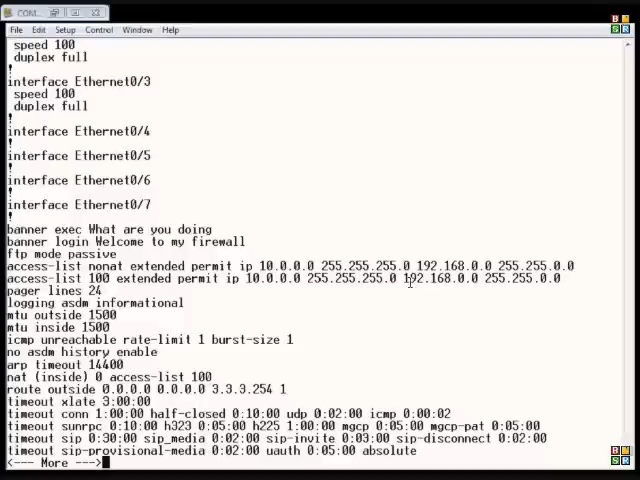 COM...
File Edit Setup Control Window Help
speed 100
duplex full
!
interface Ethernet0/3
speed 100
duplex full
!
interface Ethernet0/4
!
interface Ethernet0/5
!
interface Ethernet0/6
!
interface Ethernet0/7
!
banner exec What are you doing
banner login Welcome to my firewall
ftp mode passive
access-list nonat extended permit ip 10.0.0.0 255.255.255.0 192.168.0.0 255.255.0.0
access-list 100 extended permit ip 10.0.0.0 255.255.255.0 192.168.0.0 255.255.0.0
pager lines 24
logging asdm informational
mtu outside 1500
mtu inside 1500
icmp unreachable rate-limit 1 burst-size 1
no asdm history enable
arp timeout 14400
nat (inside) 0 access-list 100
route outside 0.0.0.0 0.0.0.0 3.3.3.254 1
timeout xlate 3:00:00
timeout conn 1:00:00 half-closed 0:10:00 udp 0:02:00 icmp 0:00:02
timeout sunrpc 0:10:00 h323 0:05:00 h225 1:00:00 mgcp 0:05:00 mgcp-pat 0:05:00
timeout sip 0:30:00 sip_media 0:02:00 sip-invite 0:03:00 sip-disconnect 0:02:00
timeout sip-provisional-media 0:02:00 uauth 0:05:00 absolute
<--- More --->